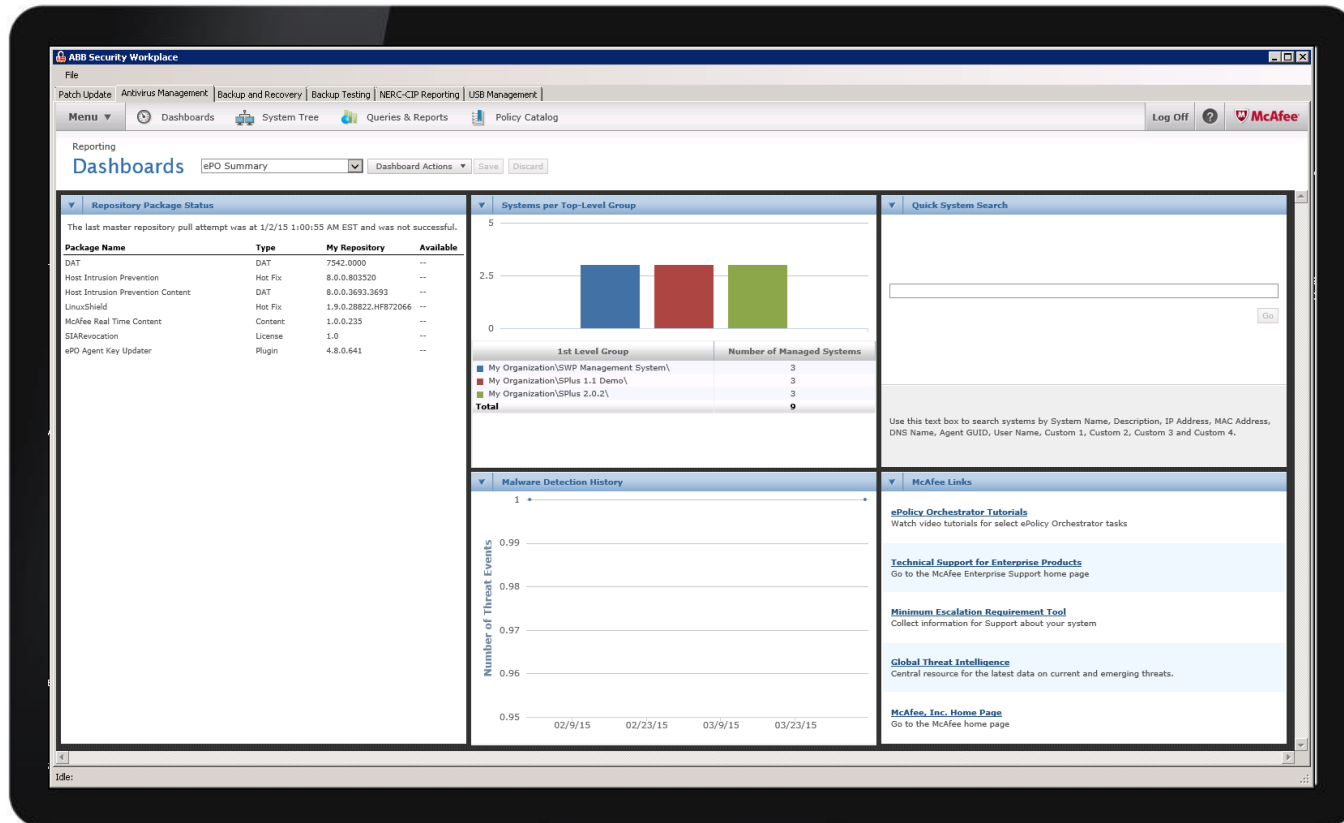 ABB Security Workplace
File
Patch Update Antivirus Management Backup and Recovery Backup Testing NERC-CIP Reporting USB Management
Menu Dashboards System Tree Queries & Reports Policy Catalog Log Off ? McAfee
Reporting
Dashboards ePO Summary Dashboard Actions Save Discard
Repository Package Status
The last master repository pull attempt was at 1/2/15 1:00:55 AM EST and was not successful.
Package Name Type My Repository Available
DAT DAT 7542.0000 --
Host Intrusion Prevention Hot Fix 8.0.0.803520 --
Host Intrusion Prevention Content DAT 8.0.0.3693.3693 --
LinuxShield Hot Fix 1.9.0.28822.HF872066 --
McAfee Real Time Content Content 1.0.0.235 --
SIARevocation License 1.0 --
ePO Agent Key Updater Plugin 4.8.0.641 --
Systems per Top-Level Group
5
2.5
0
1st Level Group Number of Managed Systems
My Organization\SWP Management System\ 3
My Organization\SPlus 1.1 Demo\ 3
My Organization\SPlus 2.0.2\ 3
Total 9
Quick System Search
Go
Use this text box to search systems by System Name, Description, IP Address, MAC Address,
DNS Name, Agent GUID, User Name, Custom 1, Custom 2, Custom 3 and Custom 4.
Malware Detection History
Number of Threat Events
1
0.99
0.98
0.97
0.96
0.95
02/9/15 02/23/15 03/9/15 03/23/15
McAfee Links
ePolicy Orchestrator Tutorials
Watch video tutorials for select ePolicy Orchestrator tasks
Technical Support for Enterprise Products
Go to the McAfee Enterprise Support home page
Minimum Escalation Requirement Tool
Collect information for Support about your system
Global Threat Intelligence
Central resource for the latest data on current and emerging threats.
McAfee, Inc. Home Page
Go to the McAfee home page
Idle: